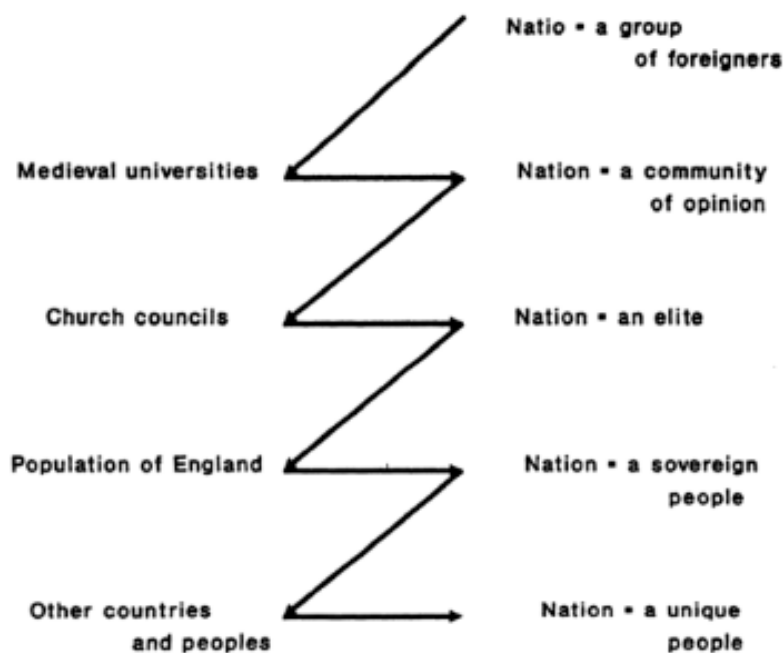 Natio = a group
of foreigners
Medieval universities
Nation = a community
of opinion
Church councils
Nation = an elite
Population of England
Nation = a sovereign
people
Other countries
and peoples
Nation = a unique
people